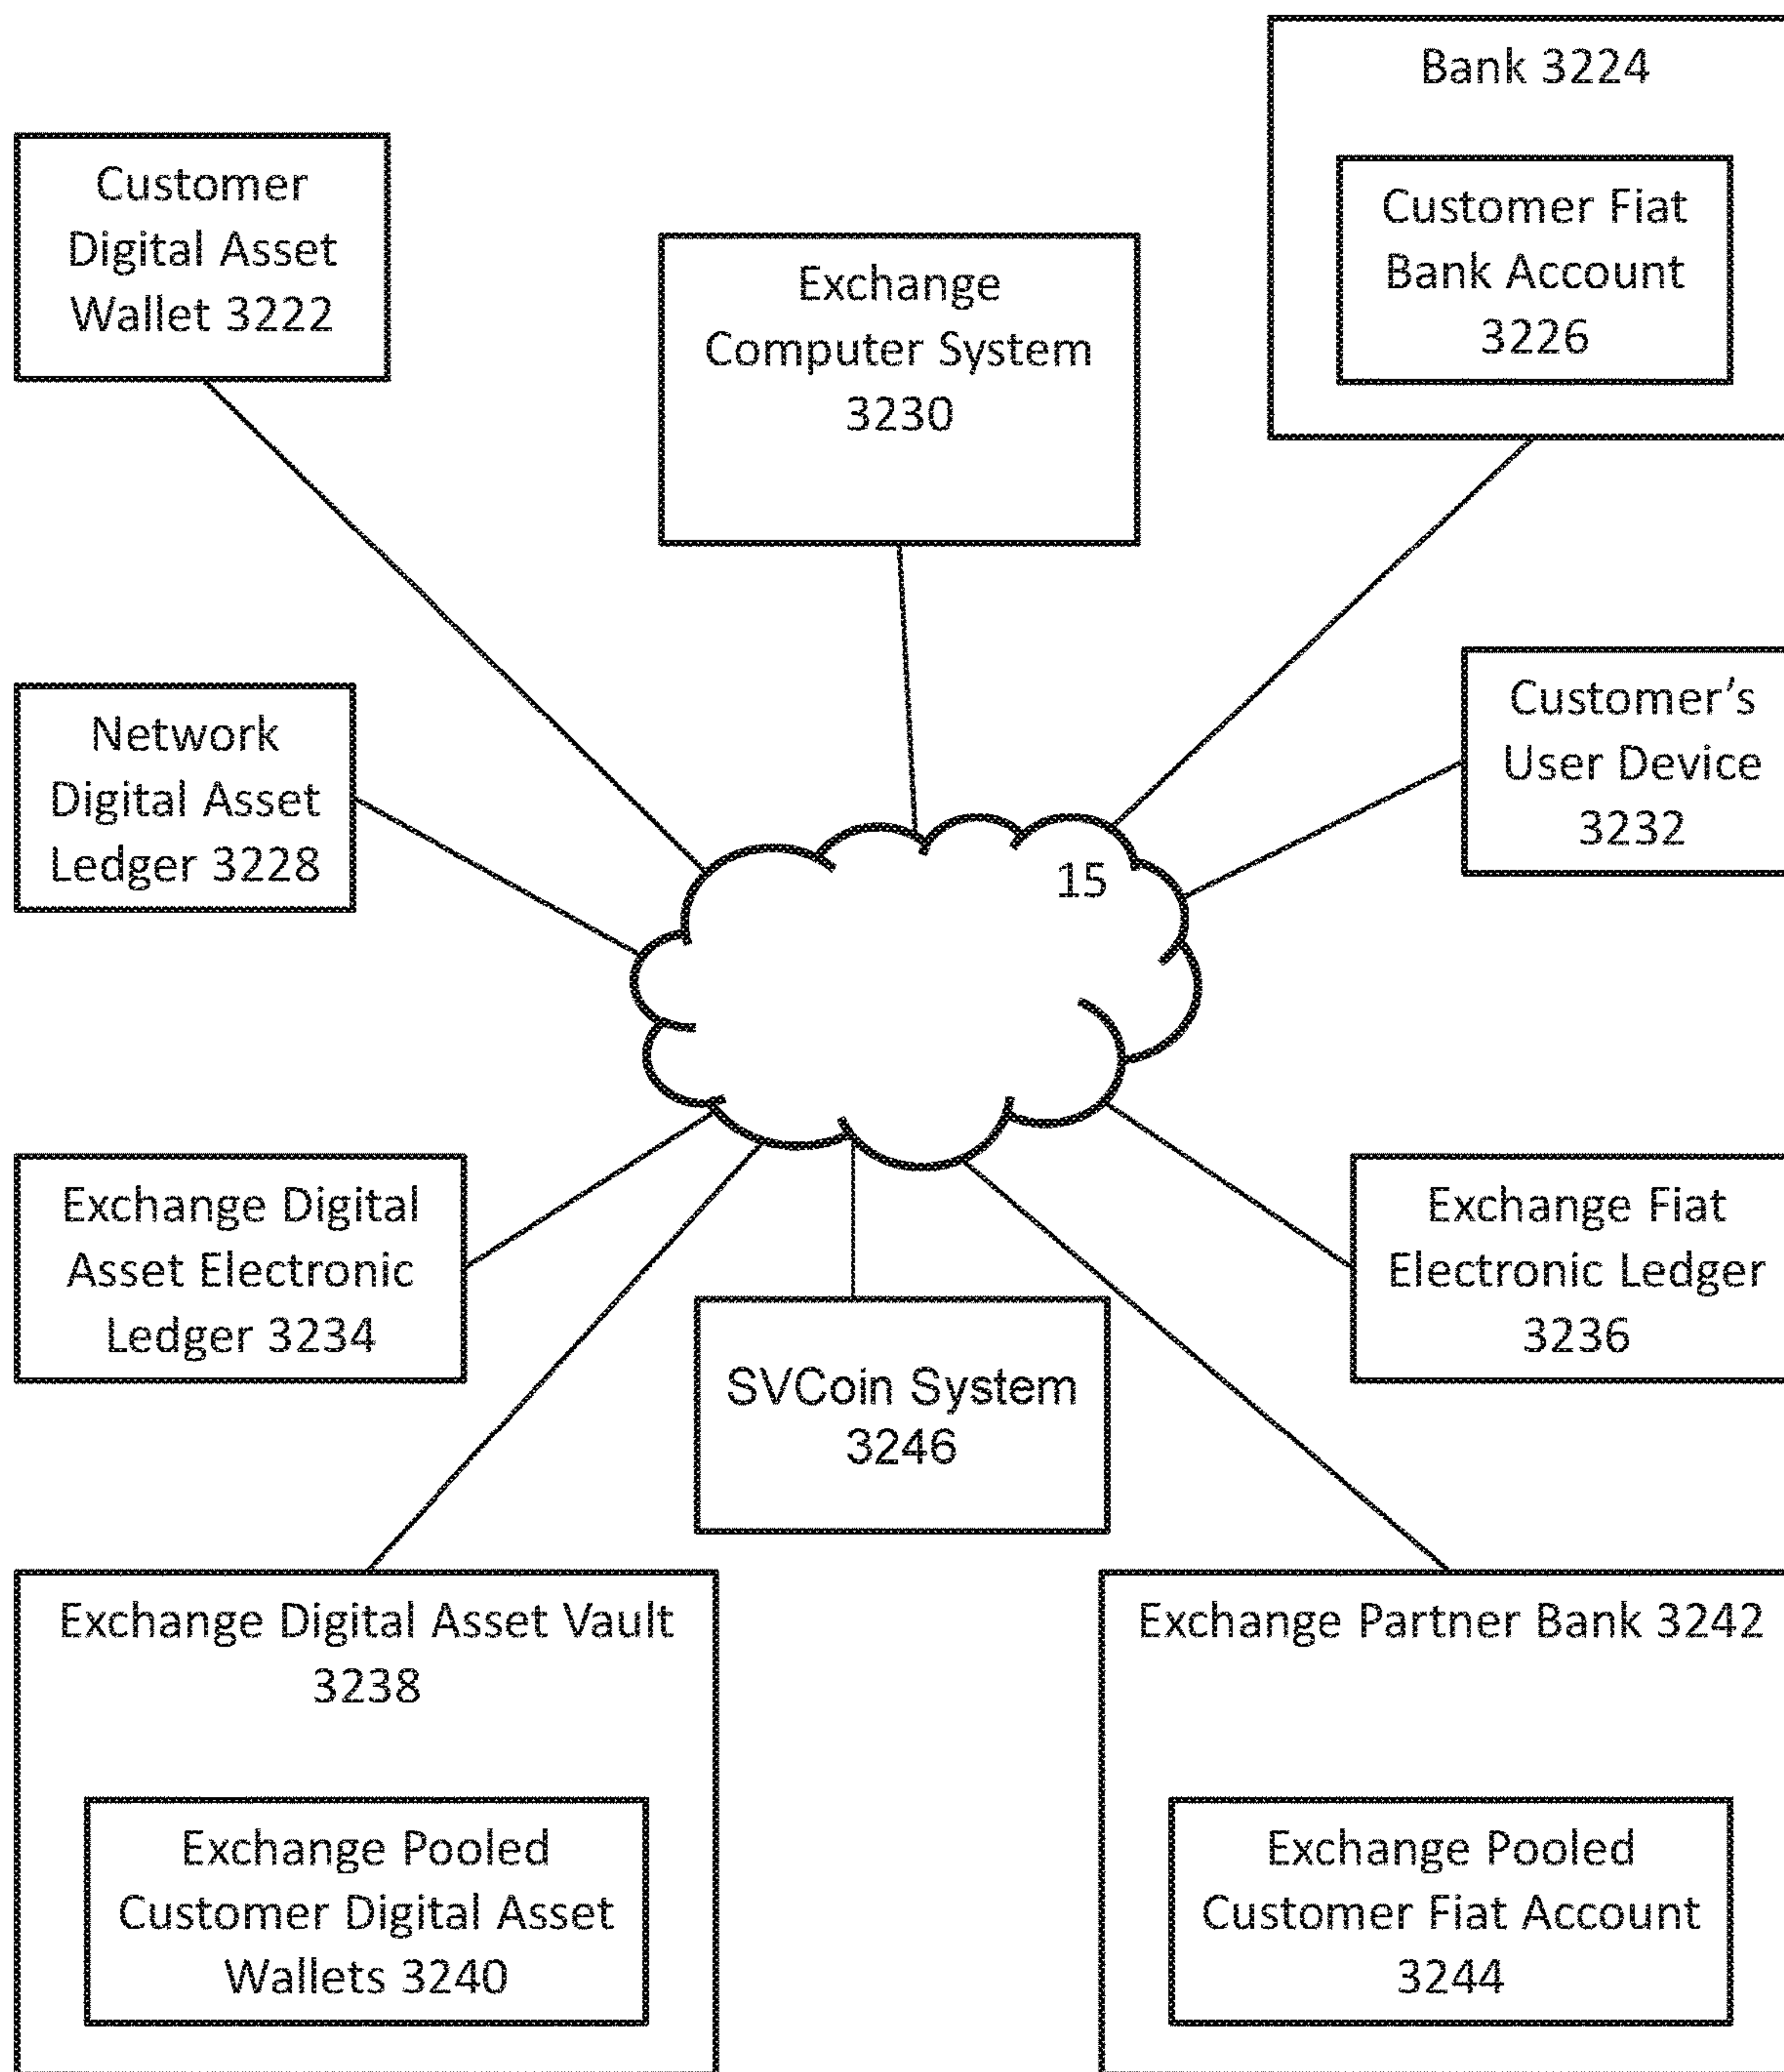 Bank 3224
Customer
Digital Asset
Wallet 3222
Customer Fiat
Bank Account
3226
Exchange
Computer System
3230
Network
Digital Asset
Ledger 3228
Customer’s
User Device
3232
15
Exchange Digital
Asset Electronic
Ledger 3234
Exchange Fiat
Electronic Ledger
3236
SVCoin System
3246
Exchange Digital Asset Vault
3238
Exchange Pooled
Customer Digital Asset
Wallets 3240
Exchange Partner Bank 3242
Exchange Pooled
Customer Fiat Account
3244